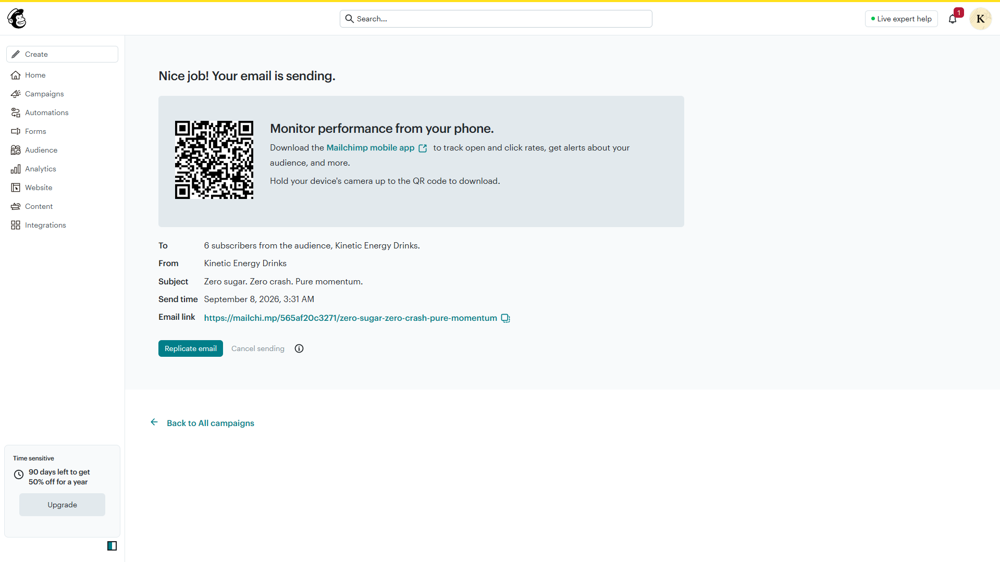 Search...
Live expert help
1
K
Create
Home
Campaigns
Automations
Forms
Audience
Analytics
Website
Content
Integrations
Nice job! Your email is sending.
Monitor performance from your phone.
Download the Mailchimp mobile app to track open and click rates, get alerts about your
audience, and more.
Hold your device's camera up to the QR code to download.
To 6 subscribers from the audience, Kinetic Energy Drinks.
From Kinetic Energy Drinks
Subject Zero sugar. Zero crash. Pure momentum.
Send time September 8, 2026, 3:31 AM
Email link https://mailchi.mp/565af20c3271/zero-sugar-zero-crash-pure-momentum
Replicate email Cancel sending
Back to All campaigns
Time sensitive
90 days left to get
50% off for a year
Upgrade